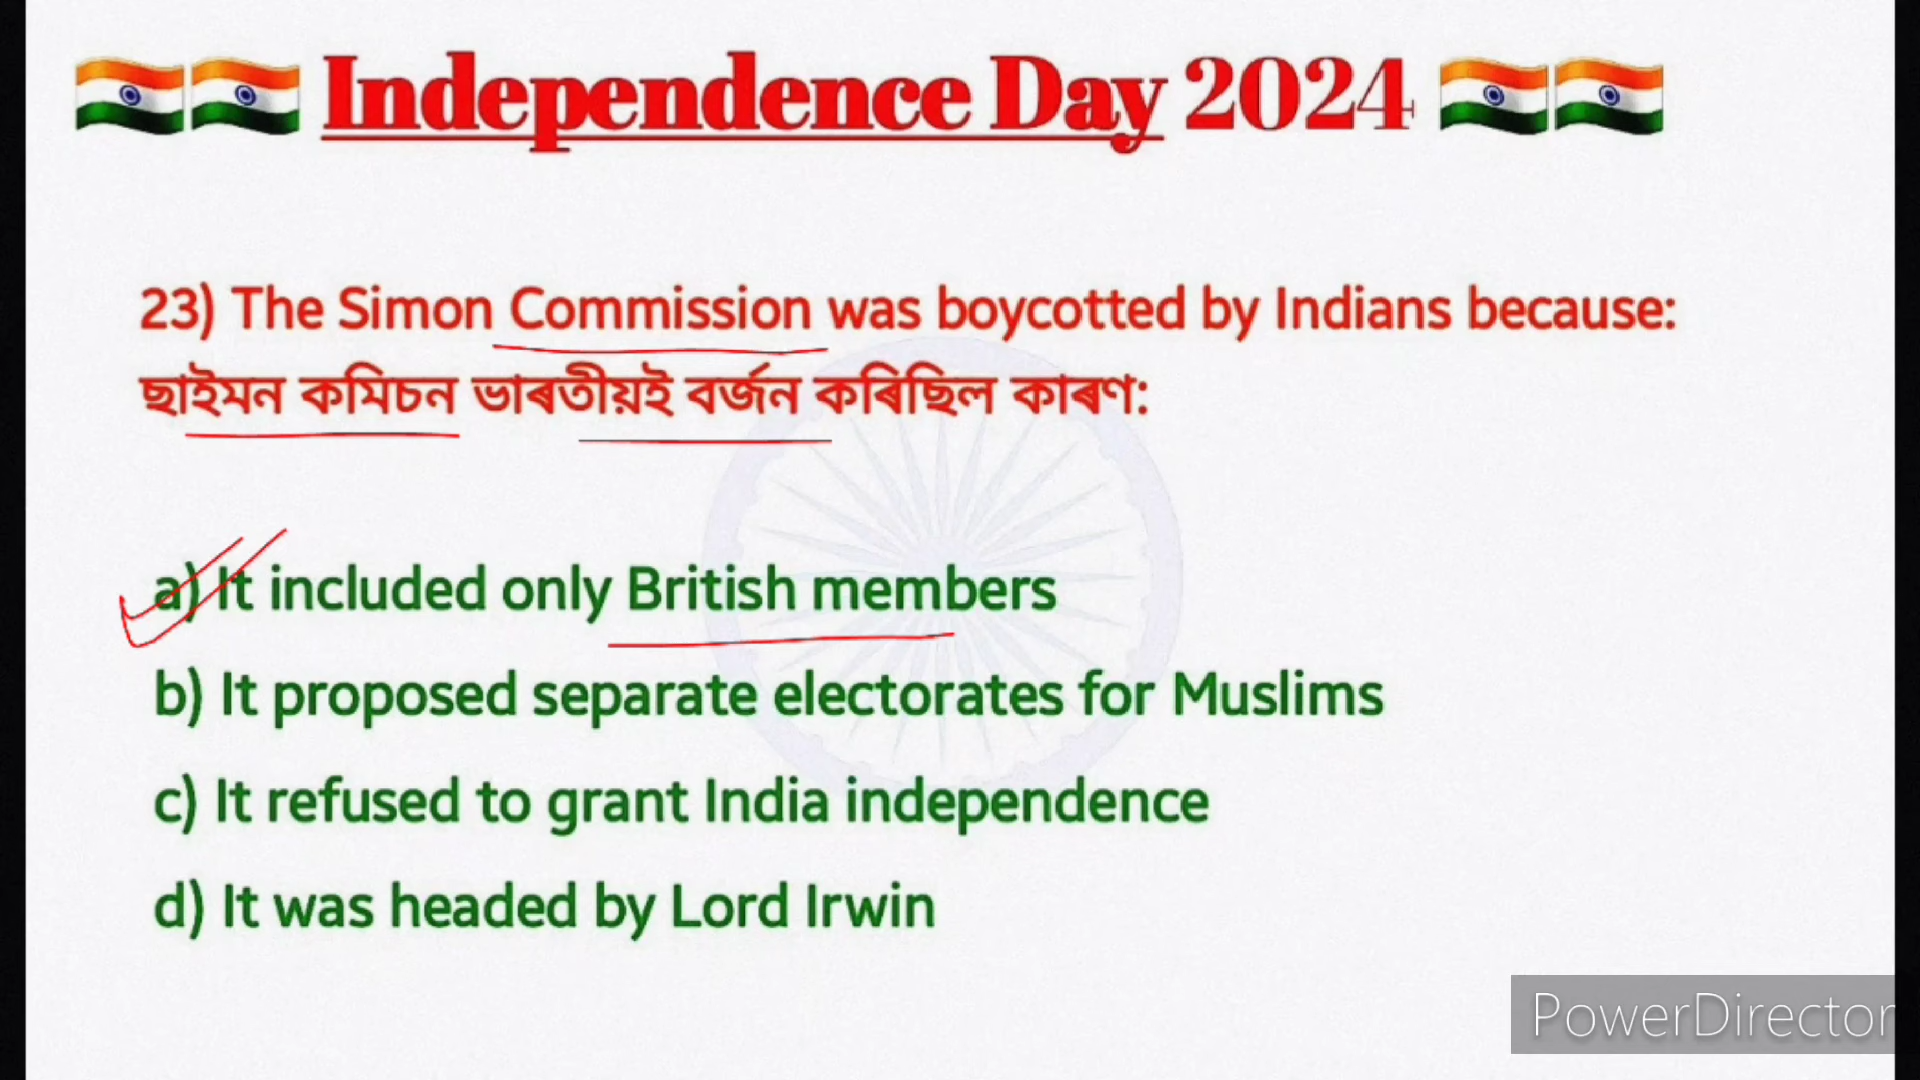 Independence Day 2024
23) The Simon Commission was boycotted by Indians because:
ছাইমন কমিচন ভাৰতীয়ই বৰ্জন কৰিছিল কাৰণ:
a) It included only British members
b) It proposed separate electorates for Muslims
c) It refused to grant India independence
d) It was headed by Lord Irwin
PowerDirector